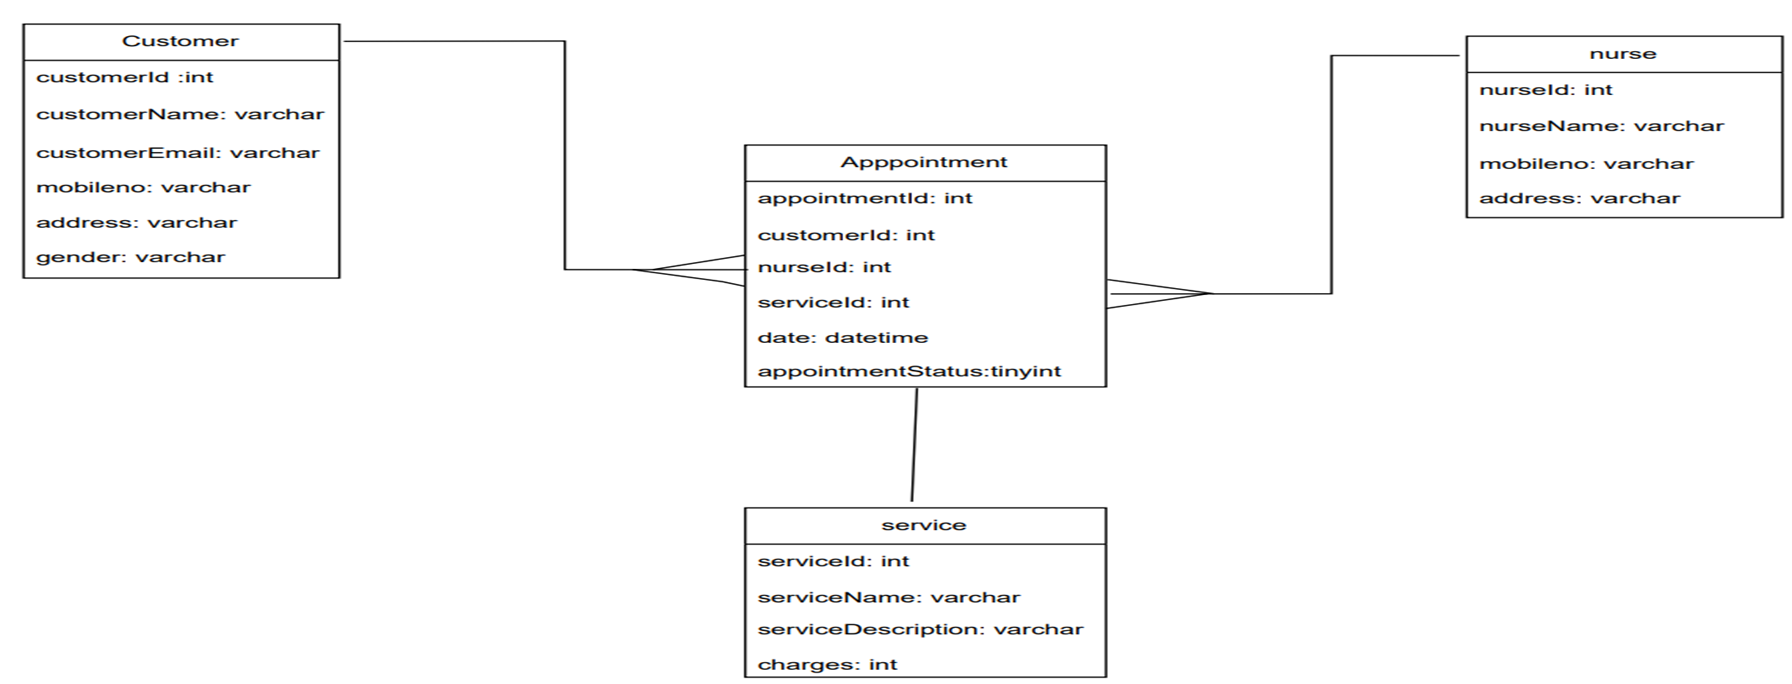 Customer
customerId :int
customerName: varchar
customerEmail: varchar
mobileno: varchar
address: varchar
gender: varchar
Apppointment
appointmentId: int
customerId: int
nurseId: int
serviceId: int
date: datetime
appointmentStatus:tinyint
nurse
nurseId: int
nurseName: varchar
mobileno: varchar
address: varchar
service
serviceId: int
serviceName: varchar
serviceDescription: varchar
charges: int